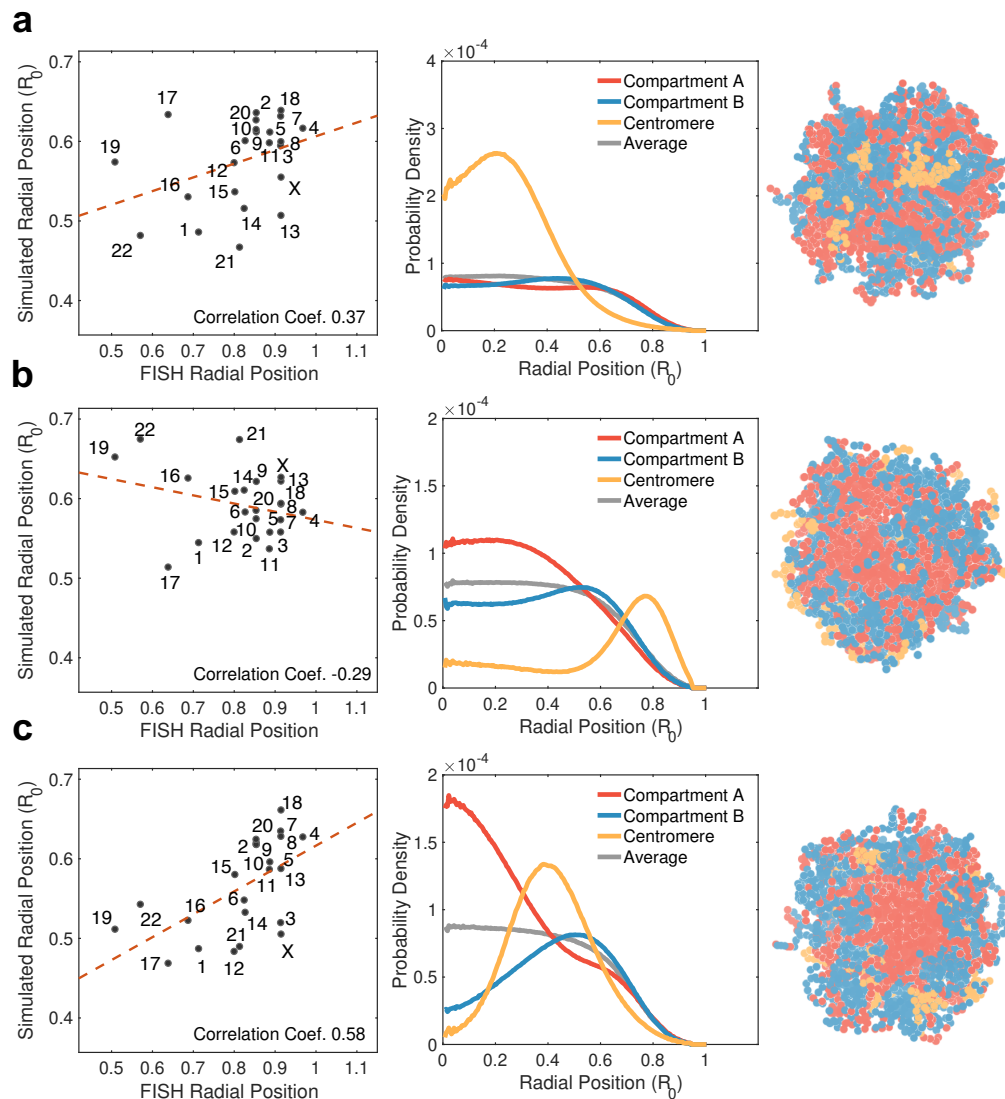 a
0.7
0.6
0.5
0.4
Simulated Radial Position (R0)
17
2
18
20
7
4
19
10
5
6
9
8
11
3
12
16
15
X
1
14
13
22
21
Correlation Coef. 0.37
0.5 0.6 0.7 0.8 0.9 1 1.1
FISH Radial Position
×10-4
4
3
2
1
0
Probability Density
Compartment A
Compartment B
Centromere
Average
0 0.2 0.4 0.6 0.8 1
Radial Position (R0)
b
0.7
0.6
0.5
0.4
Simulated Radial Position (R0)
22
21
19
9
X
16
14
13
15
20
18
6
8
5
7
4
10
1
12
2
3
11
17
Correlation Coef. -0.29
0.5 0.6 0.7 0.8 0.9 1 1.1
FISH Radial Position
×10-4
2
1.5
1
0.5
0
Probability Density
Compartment A
Compartment B
Centromere
Average
0 0.2 0.4 0.6 0.8 1
Radial Position (R0)
c
0.7
0.6
0.5
0.4
Simulated Radial Position (R0)
18
20
7
4
2
8
9
15
10
5
11
13
6
16
19
22
14
3
21
17
1
12
X
Correlation Coef. 0.58
0.5 0.6 0.7 0.8 0.9 1 1.1
FISH Radial Position
×10-4
2
1.5
1
0.5
0
Probability Density
Compartment A
Compartment B
Centromere
Average
0 0.2 0.4 0.6 0.8 1
Radial Position (R0)